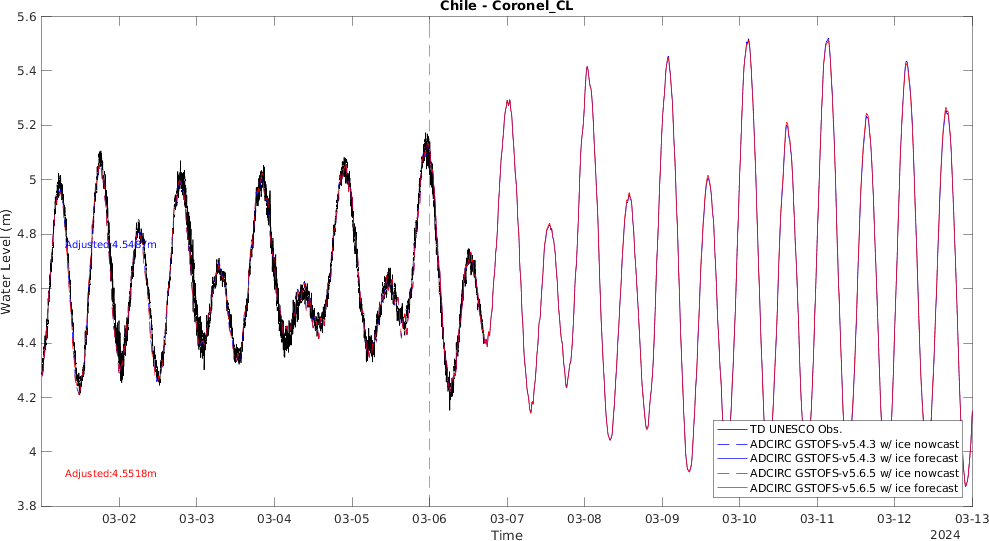 Chile - Coronel_CL
5.6
5.4
5.2
5
4.8
4.6
4.4
4.2
4
3.8
Water Level (m)
Adjusted:4.5518m
TD UNESCO Obs.
ADCIRC GSTOFS-v5.4.3 w/ ice nowcast
ADCIRC GSTOFS-v5.4.3 w/ ice forecast
ADCIRC GSTOFS-v5.6.5 w/ ice nowcast
ADCIRC GSTOFS-v5.6.5 w/ ice forecast
03-02 03-03 03-04 03-05 03-06 03-07 03-08 03-09 03-10 03-11 03-12 03-13
Time
2024